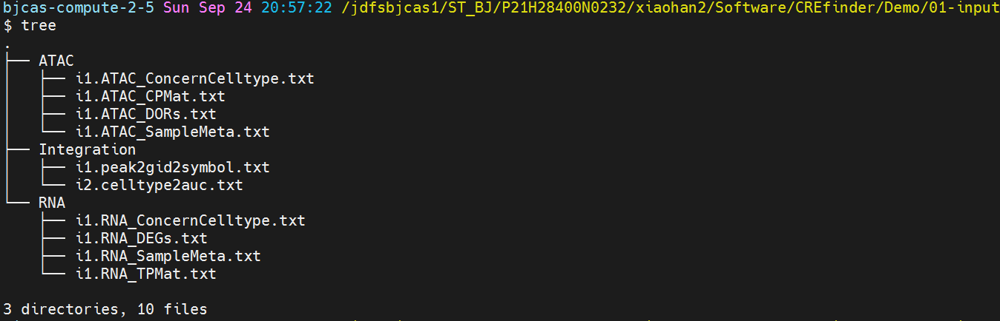 bjcas-compute-2-5 Sun Sep 24 20:57:22 /jdfsbjcas1/ST_BJ/P21H28400N0232/xiaohan2/Software/CREfinder/Demo/01-input
$ tree
.
├── ATAC
│   ├── i1.ATAC_ConcernCelltype.txt
│   ├── i1.ATAC_CPMat.txt
│   ├── i1.ATAC_DORs.txt
│   └── i1.ATAC_SampleMeta.txt
├── Integration
│   ├── i1.peak2gid2symbol.txt
│   └── i2.celltype2auc.txt
└── RNA
    ├── i1.RNA_ConcernCelltype.txt
    ├── i1.RNA_DEGs.txt
    ├── i1.RNA_SampleMeta.txt
    └── i1.RNA_TPMat.txt
3 directories, 10 files